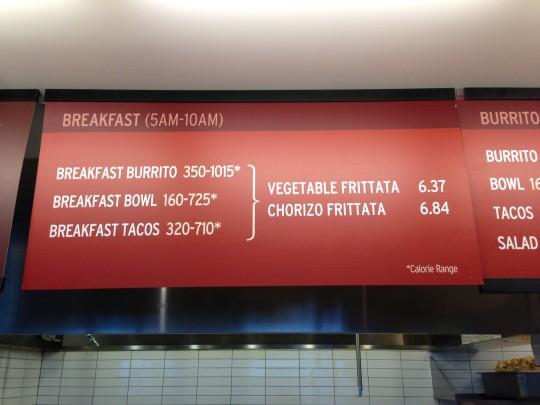 BREAKFAST (5AM-10AM)
BREAKFAST BURRITO 350-1015*
BREAKFAST BOWL 160-725*
BREAKFAST TACOS 320-710*
VEGETABLE FRITTATA 6.37
CHORIZO FRITTATA 6.84
*Calorie Range
BURRITO
BURRITO
BOWL 16
TACOS
SALAD